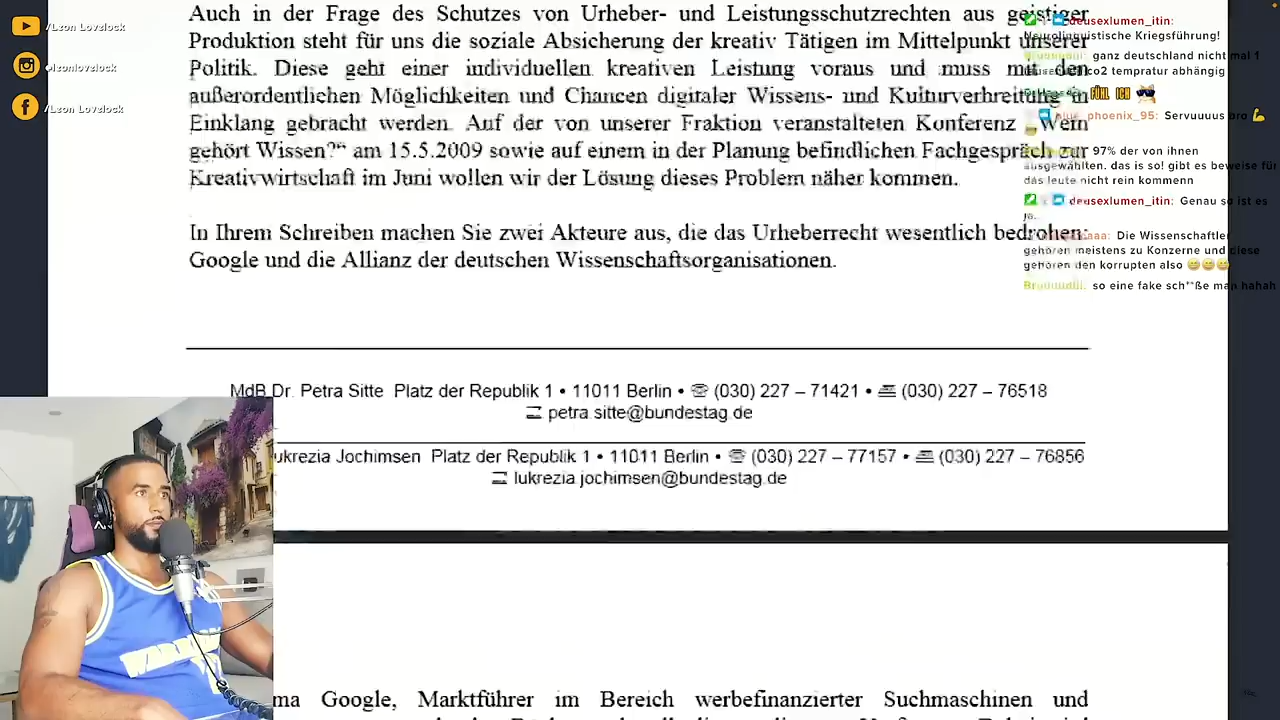 /Leon Lovelock
leonlovelock
/Leon Lovelock
Auch in der Frage des Schutzes von Urheber- und Leistungsschutzrechten aus geistiger
Produktion steht für uns die soziale Absicherung der kreativ Tätigen im Mittelpunkt unserer
Politik. Diese geht einer individuellen kreativen Leistung voraus und muss mit den
außerordentlichen Möglichkeiten und Chancen digitaler Wissens- und Kulturverbreitung in
Einklang gebracht werden. Auf der von unserer Fraktion veranstalteten Konferenz „Wem
gehört Wissen?“ am 15.5.2009 sowie auf einem in der Planung befindlichen Fachgespräch zur
Kreativwirtschaft im Juni wollen wir der Lösung dieses Problem näher kommen.
In Ihrem Schreiben machen Sie zwei Akteure aus, die das Urheberrecht wesentlich bedrohen:
Google und die Allianz der deutschen Wissenschaftsorganisationen.
MdB Dr. Petra Sitte Platz der Republik 1 • 11011 Berlin • ☏ (030) 227 – 71421 • (030) 227 – 76518
petra.sitte@bundestag.de
ukrezia Jochimsen Platz der Republik 1 • 11011 Berlin • ☏ (030) 227 – 77157 • (030) 227 – 76856
lukrezia.jochimsen@bundestag.de
ma Google, Marktführer im Bereich werbefinanzierter Suchmaschinen und
deusexlumen_itin:
Neurolinguistische Kriegsführung!
ganz deutschland nicht mal 1
co2 tempratur abhängig
FÜHL ICH
blue_phoenix_95: Servuuuus bro 💪
97% der von ihnen
ausgewählten. das is so! gibt es beweise für
das leute nicht rein kommenn
deusexlumen_itin: Genau so ist es
ja.
Die Wissenschaftler
gehören meistens zu Konzerne und diese
gehören den korrupten also 😅😅😅
so eine fake sch**ße man hahah
WARRIORS